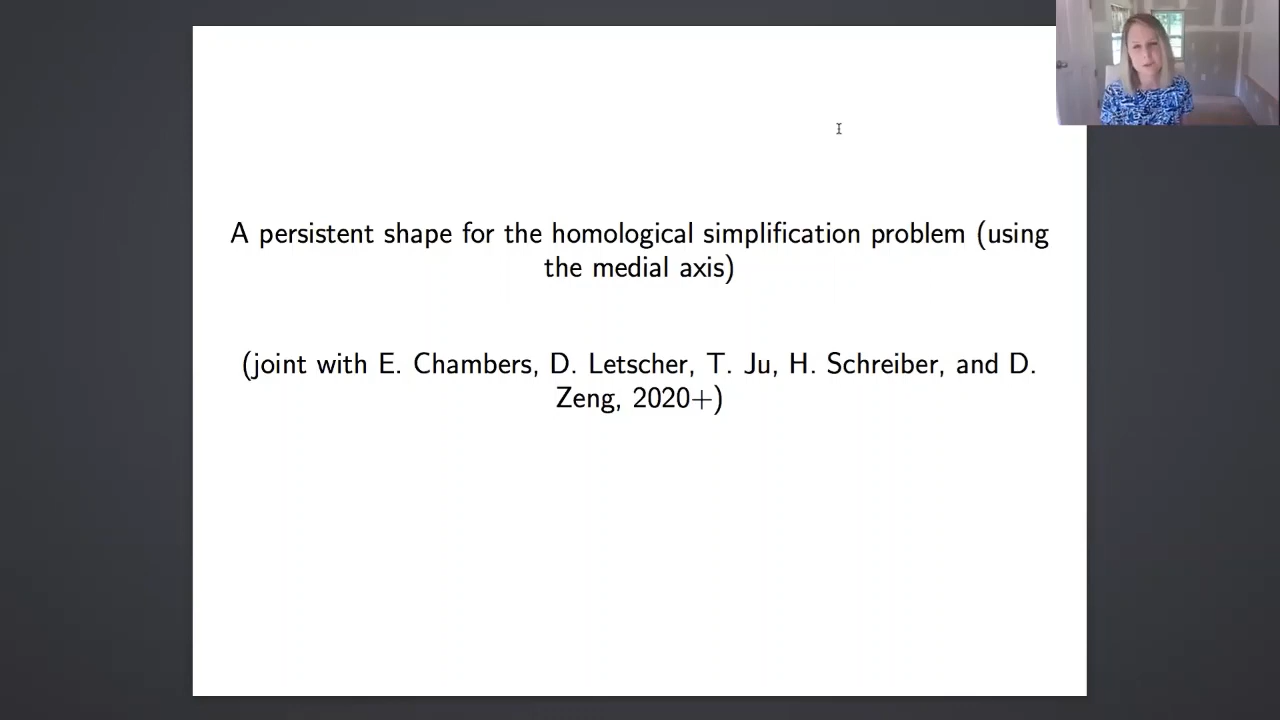 A persistent shape for the homological simplification problem (using
the medial axis)
(joint with E. Chambers, D. Letscher, T. Ju, H. Schreiber, and D.
Zeng, 2020+)